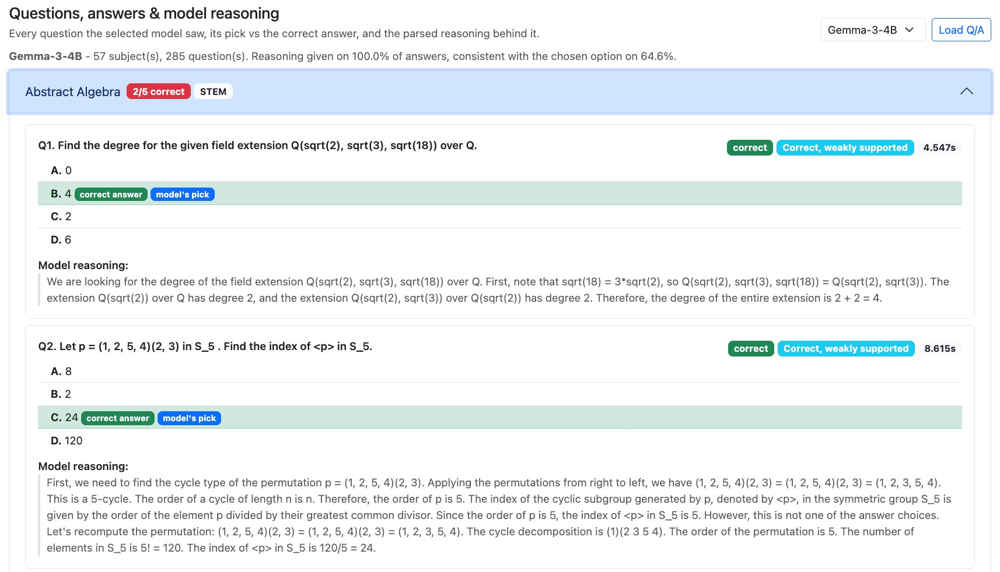 Questions, answers & model reasoning
Every question the selected model saw, its pick vs the correct answer, and the parsed reasoning behind it.
Gemma-3-4B
Load Q/A
Gemma-3-4B - 57 subject(s), 285 question(s). Reasoning given on 100.0% of answers, consistent with the chosen option on 64.6%.
Abstract Algebra 2/5 correct STEM
Q1. Find the degree for the given field extension Q(sqrt(2), sqrt(3), sqrt(18)) over Q.
correct Correct, weakly supported 4.547s
A. 0
B. 4 correct answer model's pick
C. 2
D. 6
Model reasoning:
We are looking for the degree of the field extension Q(sqrt(2), sqrt(3), sqrt(18)) over Q. First, note that sqrt(18) = 3*sqrt(2), so Q(sqrt(2), sqrt(3), sqrt(18)) = Q(sqrt(2), sqrt(3)). The
extension Q(sqrt(2)) over Q has degree 2, and the extension Q(sqrt(2), sqrt(3)) over Q(sqrt(2)) has degree 2. Therefore, the degree of the entire extension is 2 + 2 = 4.
Q2. Let p = (1, 2, 5, 4)(2, 3) in S_5 . Find the index of <p> in S_5.
correct Correct, weakly supported 8.615s
A. 8
B. 2
C. 24 correct answer model's pick
D. 120
Model reasoning:
First, we need to find the cycle type of the permutation p = (1, 2, 5, 4)(2, 3). Applying the permutations from right to left, we have (1, 2, 5, 4)(2, 3) = (1, 2, 5, 4)(2, 3) = (1, 2, 3, 5, 4).
This is a 5-cycle. The order of a cycle of length n is n. Therefore, the order of p is 5. The index of the cyclic subgroup generated by p, denoted by <p>, in the symmetric group S_5 is
given by the order of the element p divided by their greatest common divisor. Since the order of p is 5, the index of <p> in S_5 is 5. However, this is not one of the answer choices.
Let's recompute the permutation: (1, 2, 5, 4)(2, 3) = (1, 2, 5, 4)(2, 3) = (1, 2, 3, 5, 4). The cycle decomposition is (1)(2 3 5 4). The order of the permutation is 5. The number of
elements in S_5 is 5! = 120. The index of <p> in S_5 is 120/5 = 24.